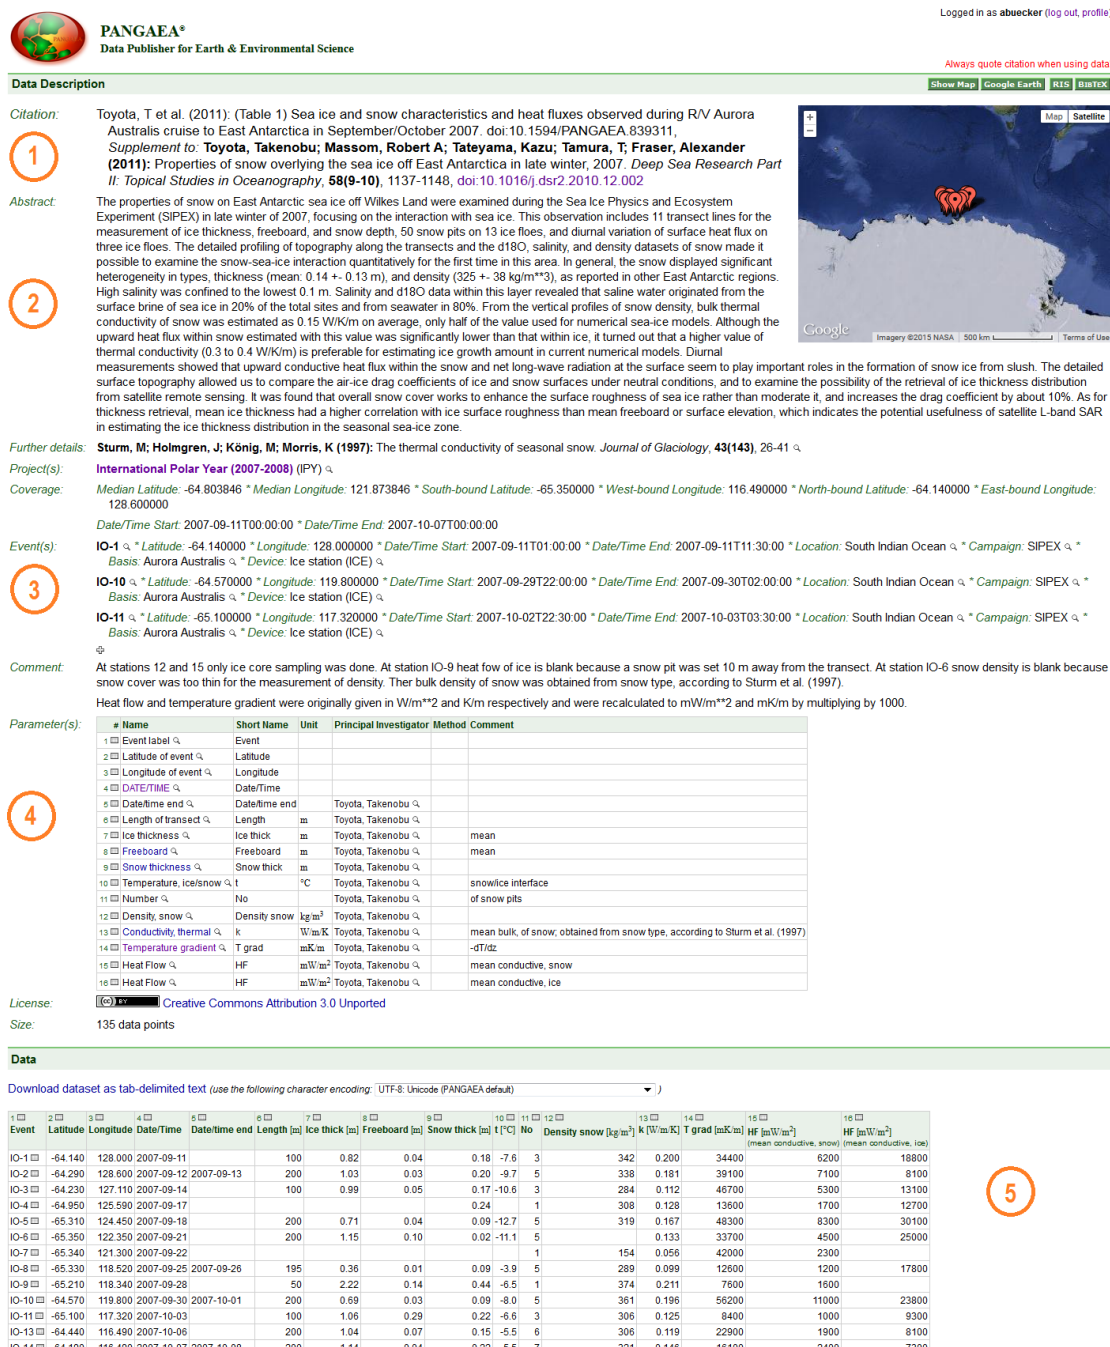 Logged in as abuecker (log out, profile)
PANGAEA®
Data Publisher for Earth & Environmental Science
Always quote citation when using data!
Data Description
Show Map Google Earth RIS BIBTEX
Citation: Toyota, T et al. (2011): (Table 1) Sea ice and snow characteristics and heat fluxes observed during R/V Aurora
Australis cruise to East Antarctica in September/October 2007. doi:10.1594/PANGAEA.839311,
Supplement to: Toyota, Takenobu; Massom, Robert A; Tateyama, Kazu; Tamura, T; Fraser, Alexander
(2011): Properties of snow overlying the sea ice off East Antarctica in late winter, 2007. Deep Sea Research Part
II: Topical Studies in Oceanography, 58(9-10), 1137-1148, doi:10.1016/j.dsr2.2010.12.002
1
+
−
Map Satellite
Google
Imagery ©2015 NASA 500 km Terms of Use
Abstract: The properties of snow on East Antarctic sea ice off Wilkes Land were examined during the Sea Ice Physics and Ecosystem
Experiment (SIPEX) in late winter of 2007, focusing on the interaction with sea ice. This observation includes 11 transect lines for the
measurement of ice thickness, freeboard, and snow depth, 50 snow pits on 13 ice floes, and diurnal variation of surface heat flux on
three ice floes. The detailed profiling of topography along the transects and the d18O, salinity, and density datasets of snow made it
possible to examine the snow-sea-ice interaction quantitatively for the first time in this area. In general, the snow displayed significant
heterogeneity in types, thickness (mean: 0.14 +- 0.13 m), and density (325 +- 38 kg/m**3), as reported in other East Antarctic regions.
High salinity was confined to the lowest 0.1 m. Salinity and d18O data within this layer revealed that saline water originated from the
surface brine of sea ice in 20% of the total sites and from seawater in 80%. From the vertical profiles of snow density, bulk thermal
conductivity of snow was estimated as 0.15 W/K/m on average, only half of the value used for numerical sea-ice models. Although the
upward heat flux within snow estimated with this value was significantly lower than that within ice, it turned out that a higher value of
thermal conductivity (0.3 to 0.4 W/K/m) is preferable for estimating ice growth amount in current numerical models. Diurnal
measurements showed that upward conductive heat flux within the snow and net long-wave radiation at the surface seem to play important roles in the formation of snow ice from slush. The detailed
surface topography allowed us to compare the air-ice drag coefficients of ice and snow surfaces under neutral conditions, and to examine the possibility of the retrieval of ice thickness distribution
from satellite remote sensing. It was found that overall snow cover works to enhance the surface roughness of sea ice rather than moderate it, and increases the drag coefficient by about 10%. As for
thickness retrieval, mean ice thickness had a higher correlation with ice surface roughness than mean freeboard or surface elevation, which indicates the potential usefulness of satellite L-band SAR
in estimating the ice thickness distribution in the seasonal sea-ice zone.
2
Further details: Sturm, M; Holmgren, J; König, M; Morris, K (1997): The thermal conductivity of seasonal snow. Journal of Glaciology, 43(143), 26-41
Project(s): International Polar Year (2007-2008) (IPY)
Coverage: Median Latitude: -64.803846 * Median Longitude: 121.873846 * South-bound Latitude: -65.350000 * West-bound Longitude: 116.490000 * North-bound Latitude: -64.140000 * East-bound Longitude:
128.600000
Date/Time Start: 2007-09-11T00:00:00 * Date/Time End: 2007-10-07T00:00:00
Event(s): IO-1 * Latitude: -64.140000 * Longitude: 128.000000 * Date/Time Start: 2007-09-11T01:00:00 * Date/Time End: 2007-09-11T11:30:00 * Location: South Indian Ocean * Campaign: SIPEX *
Basis: Aurora Australis * Device: Ice station (ICE)
IO-10 * Latitude: -64.570000 * Longitude: 119.800000 * Date/Time Start: 2007-09-29T22:00:00 * Date/Time End: 2007-09-30T02:00:00 * Location: South Indian Ocean * Campaign: SIPEX *
Basis: Aurora Australis * Device: Ice station (ICE)
IO-11 * Latitude: -65.100000 * Longitude: 117.320000 * Date/Time Start: 2007-10-02T22:30:00 * Date/Time End: 2007-10-03T03:30:00 * Location: South Indian Ocean * Campaign: SIPEX *
Basis: Aurora Australis * Device: Ice station (ICE)
3
Comment: At stations 12 and 15 only ice core sampling was done. At station IO-9 heat fow of ice is blank because a snow pit was set 10 m away from the transect. At station IO-6 snow density is blank because
snow cover was too thin for the measurement of density. Ther bulk density of snow was obtained from snow type, according to Sturm et al. (1997).
Heat flow and temperature gradient were originally given in W/m**2 and K/m respectively and were recalculated to mW/m**2 and mK/m by multiplying by 1000.
Parameter(s): # Name Short Name Unit Principal Investigator Method Comment
1 Event label Event
2 Latitude of event Latitude
3 Longitude of event Longitude
4 DATE/TIME Date/Time
5 Date/time end Date/time end Toyota, Takenobu
6 Length of transect Length m Toyota, Takenobu
7 Ice thickness Ice thick m Toyota, Takenobu mean
8 Freeboard Freeboard m Toyota, Takenobu mean
9 Snow thickness Snow thick m Toyota, Takenobu
10 Temperature, ice/snow t °C Toyota, Takenobu snow/ice interface
11 Number No Toyota, Takenobu of snow pits
12 Density, snow Density snow kg/m³ Toyota, Takenobu
13 Conductivity, thermal k W/m/K Toyota, Takenobu mean bulk, of snow; obtained from snow type, according to Sturm et al. (1997)
14 Temperature gradient T grad mK/m Toyota, Takenobu -dT/dz
15 Heat Flow HF mW/m² Toyota, Takenobu mean conductive, snow
16 Heat Flow HF mW/m² Toyota, Takenobu mean conductive, ice
4
License: (cc) BY Creative Commons Attribution 3.0 Unported
Size: 135 data points
Data
Download dataset as tab-delimited text (use the following character encoding: UTF-8: Unicode (PANGAEA default) )
1 2 3 4 5 6 7 8 9 10 11 12 13 14 15 16
Event Latitude Longitude Date/Time Date/time end Length [m] Ice thick [m] Freeboard [m] Snow thick [m] t [°C] No Density snow [kg/m³] k [W/m/K] T grad [mK/m] HF [mW/m²] HF [mW/m²]
(mean conductive, snow) (mean conductive, ice)
IO-1 -64.140 128.000 2007-09-11 100 0.82 0.04 0.18 -7.6 3 342 0.200 34400 6200 18800
IO-2 -64.290 128.600 2007-09-12 2007-09-13 200 1.03 0.03 0.20 -9.7 5 338 0.181 39100 7100 8100
IO-3 -64.230 127.110 2007-09-14 100 0.99 0.05 0.17 -10.6 3 284 0.112 46700 5300 13100
IO-4 -64.950 125.590 2007-09-17 0.24 1 308 0.128 13600 1700 12700
IO-5 -65.310 124.450 2007-09-18 200 0.71 0.04 0.09 -12.7 5 319 0.167 48300 8300 30100
IO-6 -65.350 122.350 2007-09-21 200 1.15 0.10 0.02 -11.1 5 0.133 33700 4500 25000
IO-7 -65.340 121.300 2007-09-22 1 154 0.056 42000 2300
IO-8 -65.330 118.520 2007-09-25 2007-09-26 195 0.36 0.01 0.09 -3.9 5 289 0.099 12600 1200 17800
IO-9 -65.210 118.340 2007-09-28 50 2.22 0.14 0.44 -6.5 1 374 0.211 7600 1600
IO-10 -64.570 119.800 2007-09-30 2007-10-01 200 0.69 0.03 0.09 -8.0 5 361 0.196 56200 11000 23800
IO-11 -65.100 117.320 2007-10-03 100 1.06 0.29 0.22 -6.6 3 306 0.125 8400 1000 9300
IO-13 -64.440 116.490 2007-10-06 200 1.04 0.07 0.15 -5.5 6 306 0.119 22900 1900 8100
5